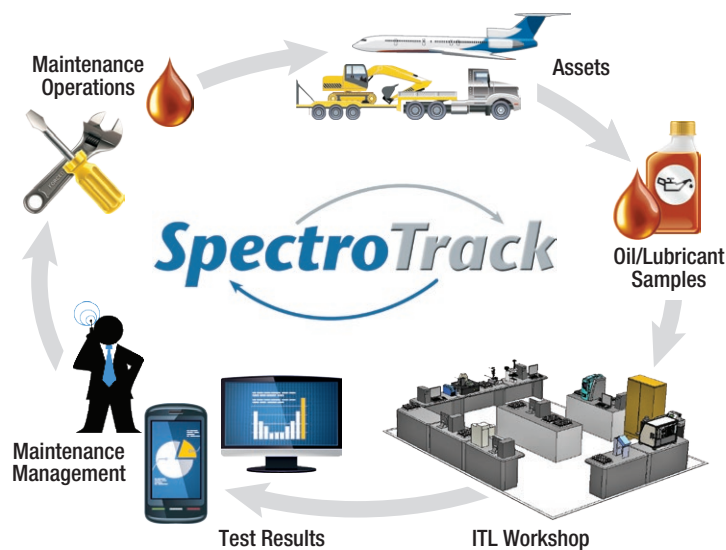 Maintenance
Operations
Assets
SpectroTrack
Oil/Lubricant
Samples
Maintenance
Management
Test Results
ITL Workshop